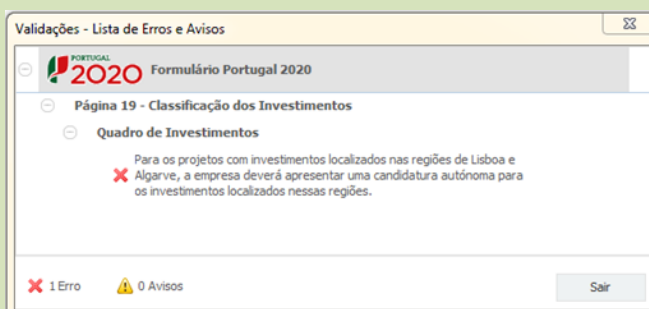 Validações - Lista de Erros e Avisos
PORTUGAL
2020 Formulário Portugal 2020
Página 19 - Classificação dos Investimentos
Quadro de Investimentos
Para os projetos com investimentos localizados nas regiões de Lisboa e
Algarve, a empresa deverá apresentar uma candidatura autónoma para
os investimentos localizados nessas regiões.
1 Erro 0 Avisos Sair